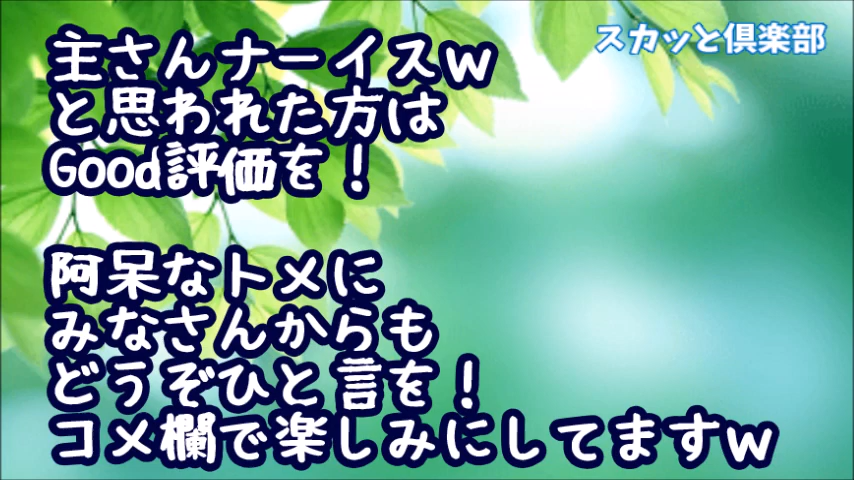 スカッと倶楽部
主さんナーイスw
と思われた方は
Good評価を!
阿呆なトメに
みなさんからも
どうぞひと言を!
コメ欄で楽しみにしてますw